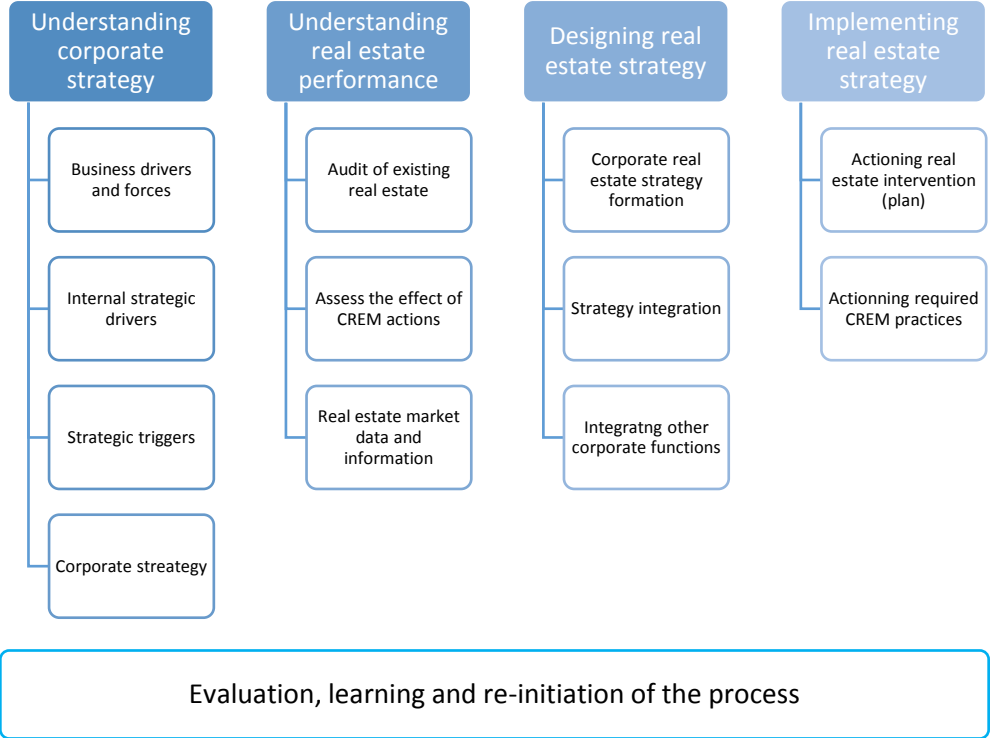 Understanding
corporate
strategy
Business drivers
and forces
Internal strategic
drivers
Strategic triggers
Corporate streategy
Understanding
real estate
performance
Audit of existing
real estate
Assess the effect of
CREM actions
Real estate market
data and
information
Designing real
estate strategy
Corporate real
estate strategy
formation
Strategy integration
Integratng other
corporate functions
Implementing
real estate
strategy
Actioning real
estate intervention
(plan)
Actionning required
CREM practices
Evaluation, learning and re-initiation of the process